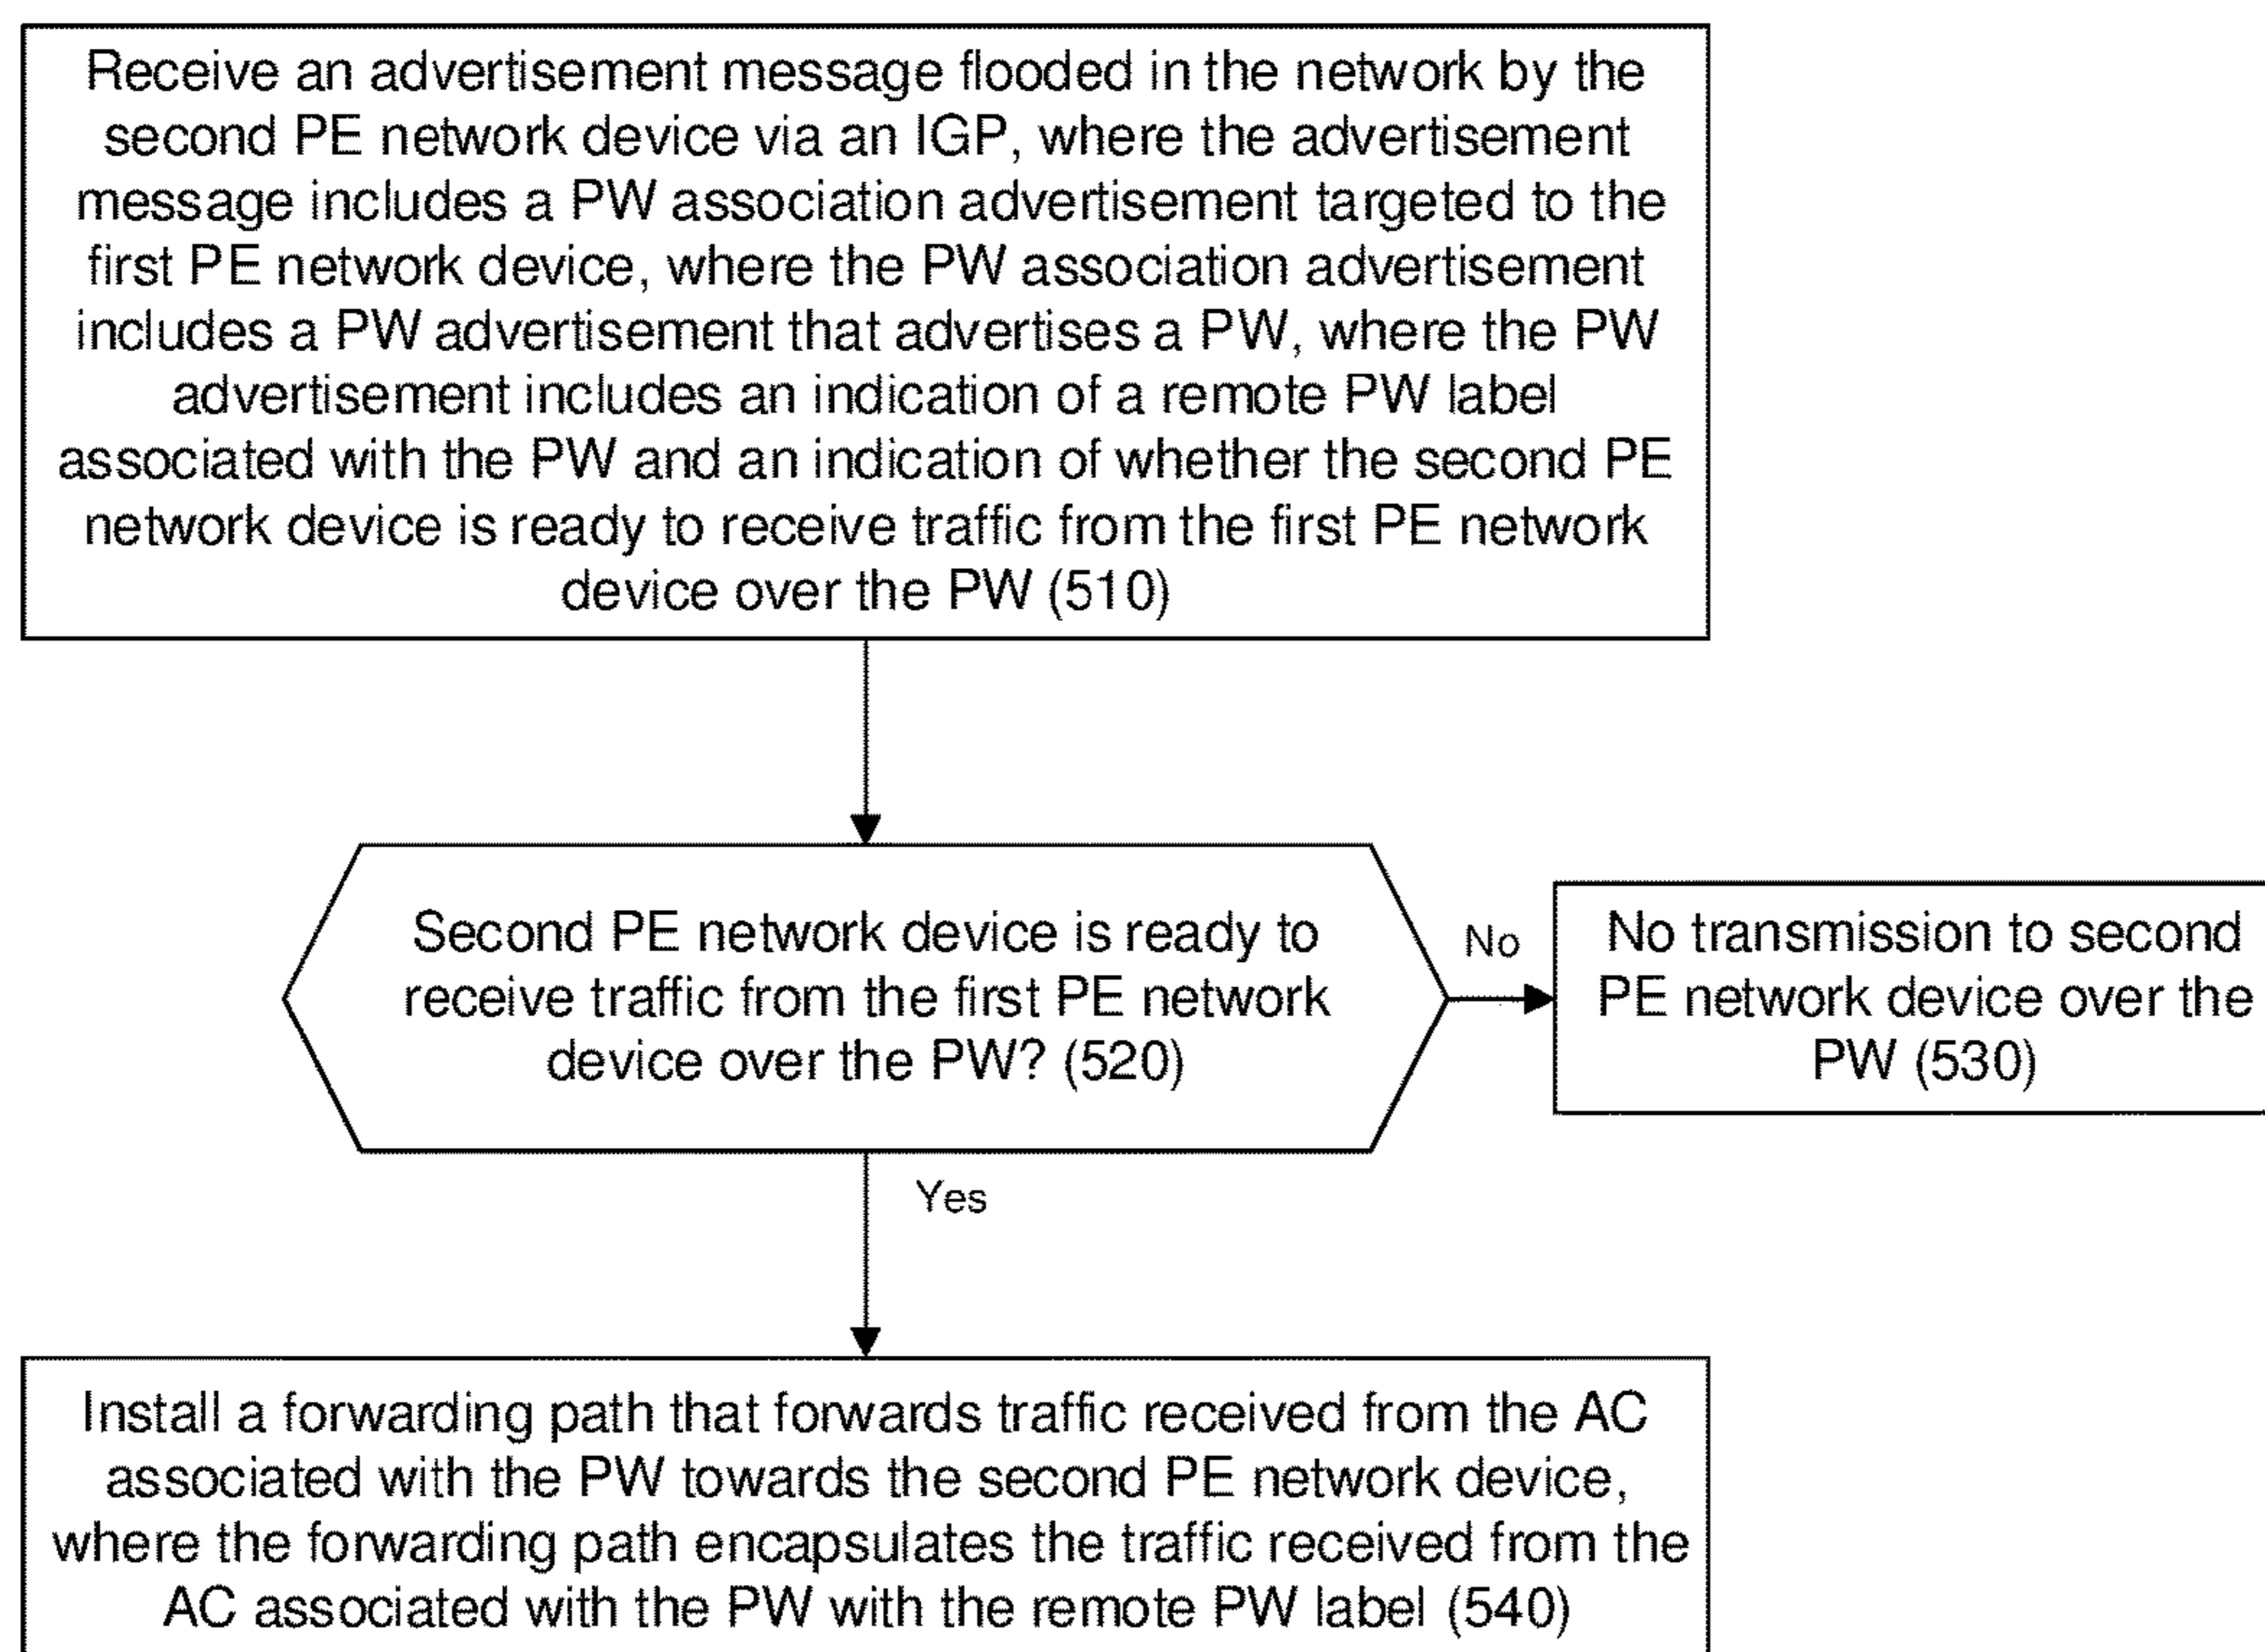 Receive an advertisement message flooded in the network by the
second PE network device via an IGP, where the advertisement
message includes a PW association advertisement targeted to the
first PE network device, where the PW association advertisement
includes a PW advertisement that advertises a PW, where the PW
advertisement includes an indication of a remote PW label
associated with the PW and an indication of whether the second PE
network device is ready to receive traffic from the first PE network
device over the PW (510)
Second PE network device is ready to
receive traffic from the first PE network
device over the PW? (520)
No
No transmission to second
PE network device over the
PW (530)
Yes
Install a forwarding path that forwards traffic received from the AC
associated with the PW towards the second PE network device,
where the forwarding path encapsulates the traffic received from the
AC associated with the PW with the remote PW label (540)